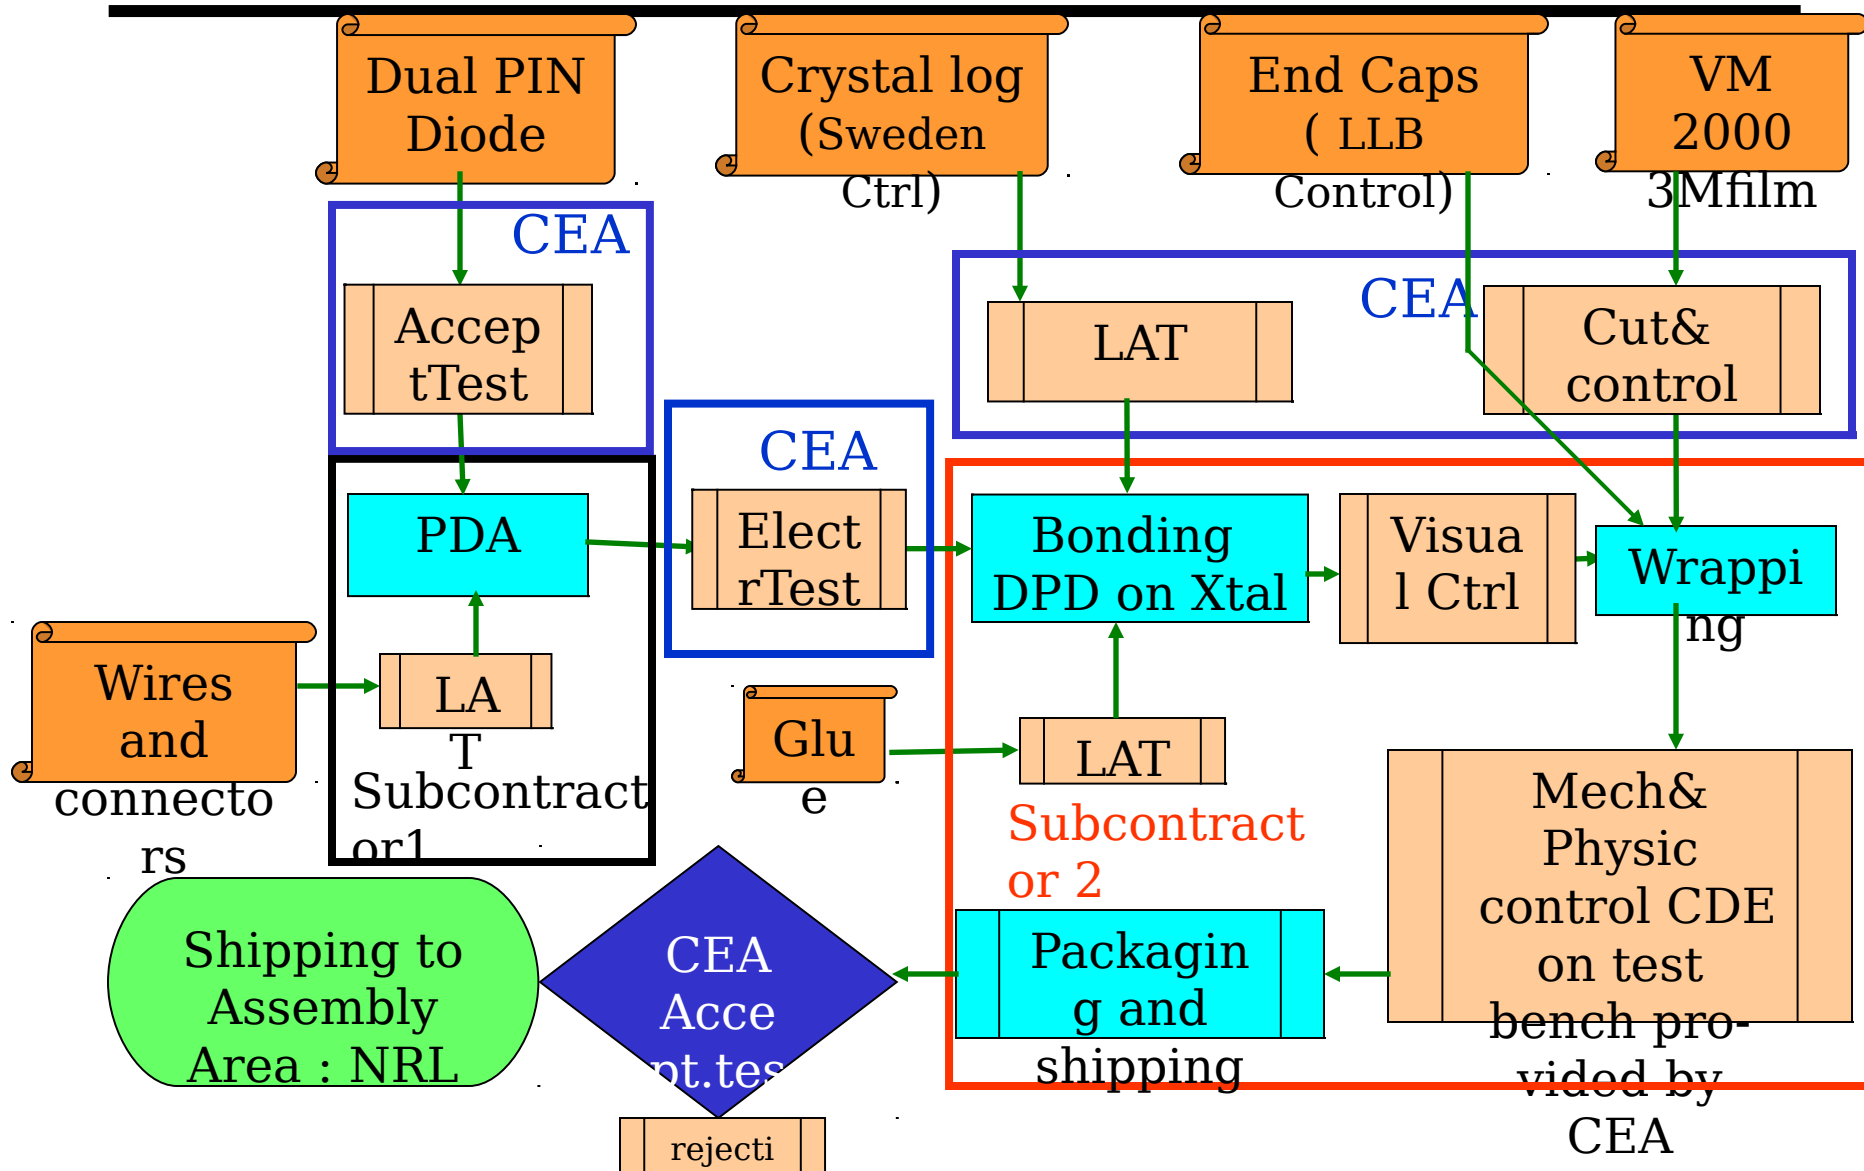 Dual PIN
Diode
Crystal log
(Sweden
Ctrl)
End Caps
( LLB
Control)
VM
2000
3Mfilm
CEA
Accep
tTest
CEA
LAT
Cut&
control
CEA
PDA
Elect
rTest
Bonding
DPD on Xtal
Visua
l Ctrl
Wrappi
ng
Wires
and
connecto
rs
LA
T
Subcontract
or1
Glu
e
LAT
Subcontract
or 2
Mech&
Physic
control CDE
on test
bench pro-
vided by
CEA
Packagin
g and
shipping
CEA
Acce
pt.tes
Shipping to
Assembly
Area : NRL
rejecti